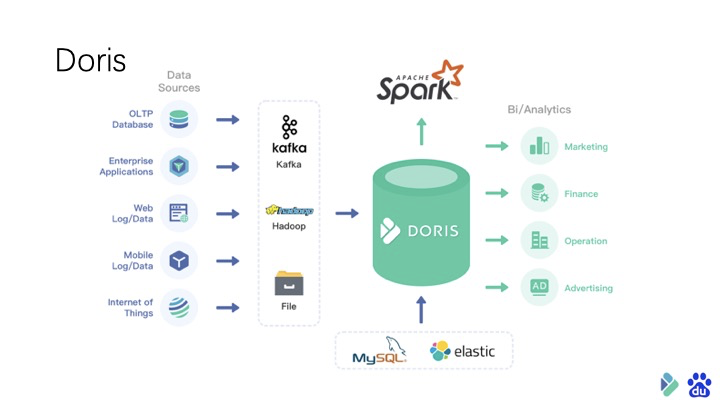 Doris
Data
Sources
OLTP
Database
Enterprise
Applications
Web
Log/Data
Mobile
Log/Data
Internet of
Things
kafka
Kafka
hadoop
Hadoop
File
APACHE
Spark
TM
DORIS
MySQL
elastic
Bi/Analytics
Marketing
Finance
Operation
AD
Advertising
du